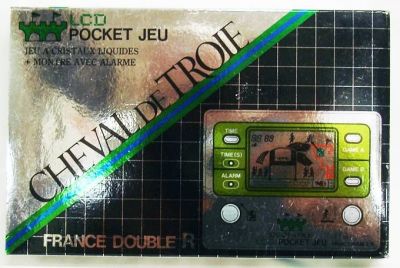 LCD
POCKET JEU
JEU A CRISTAUX LIQUIDES
+ MONTRE AVEC ALARME
CHEVAL DE TROIE
TIME
TIME(S)
ALARM
GAME A
GAME B
POCKET JEU
FRANCE DOUBLE R